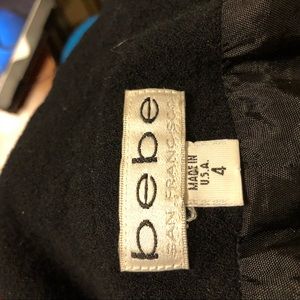 bebe
SAN FRANCISCO
MADE IN
U.S.A.
4